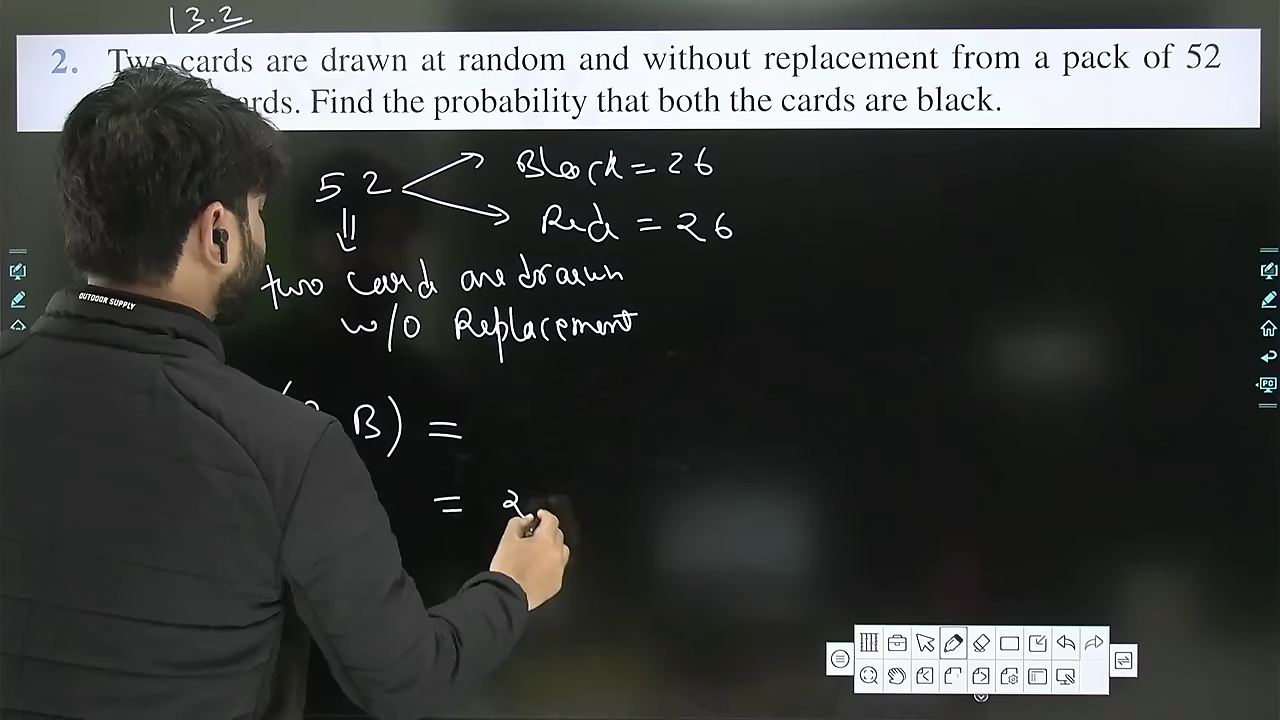 13.2
2. Two cards are drawn at random and without replacement from a pack of 52
ards. Find the probability that both the cards are black.
52
Black = 26
Red = 26
two card are drawn
w/o Replacement
B) =
= 2
OUTDOOR SUPPLY
PC